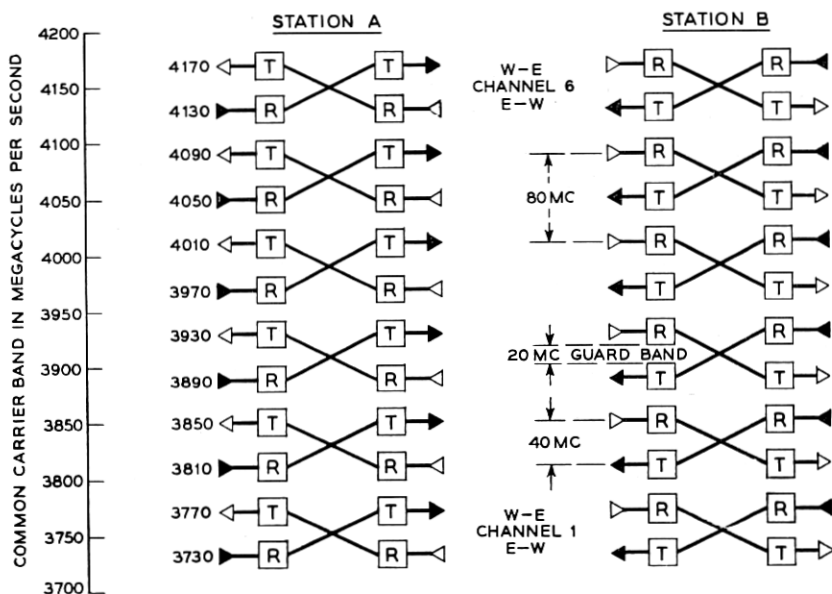 COMMON CARRIER BAND IN MEGACYCLES PER SECOND
4200
4150
4100
4050
4000
3950
3900
3850
3800
3750
3700
STATION A
4170 T T
4130 R R
4090 T T
4050 R R
4010 T T
3970 R R
3930 T T
3890 R R
3850 T T
3810 R R
3770 T T
3730 R R
STATION B
W-E
CHANNEL 6
E-W
80 MC
20 MC GUARD BAND
40 MC
W-E
CHANNEL 1
E-W
R R
T T
R R
T T
R R
T T
R R
T T
R R
T T
R R
T T